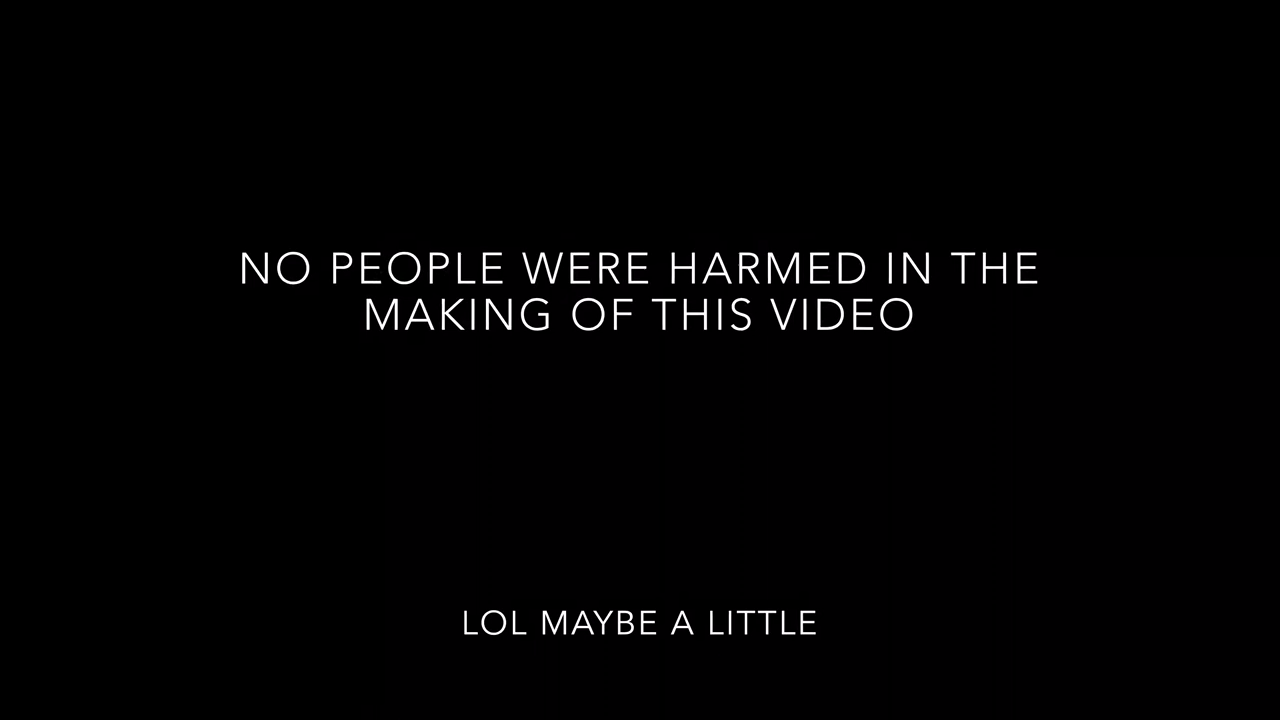 NO PEOPLE WERE HARMED IN THE
MAKING OF THIS VIDEO
LOL MAYBE A LITTLE